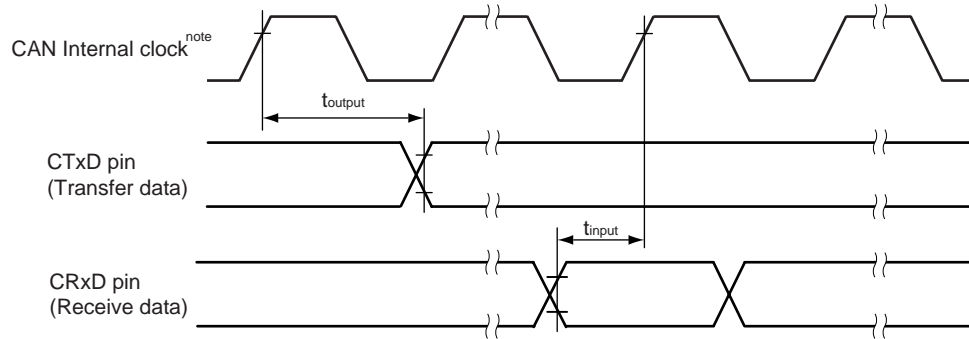 CAN Internal clock note
toutput
CTxD pin
(Transfer data)
tinput
CRxD pin
(Receive data)